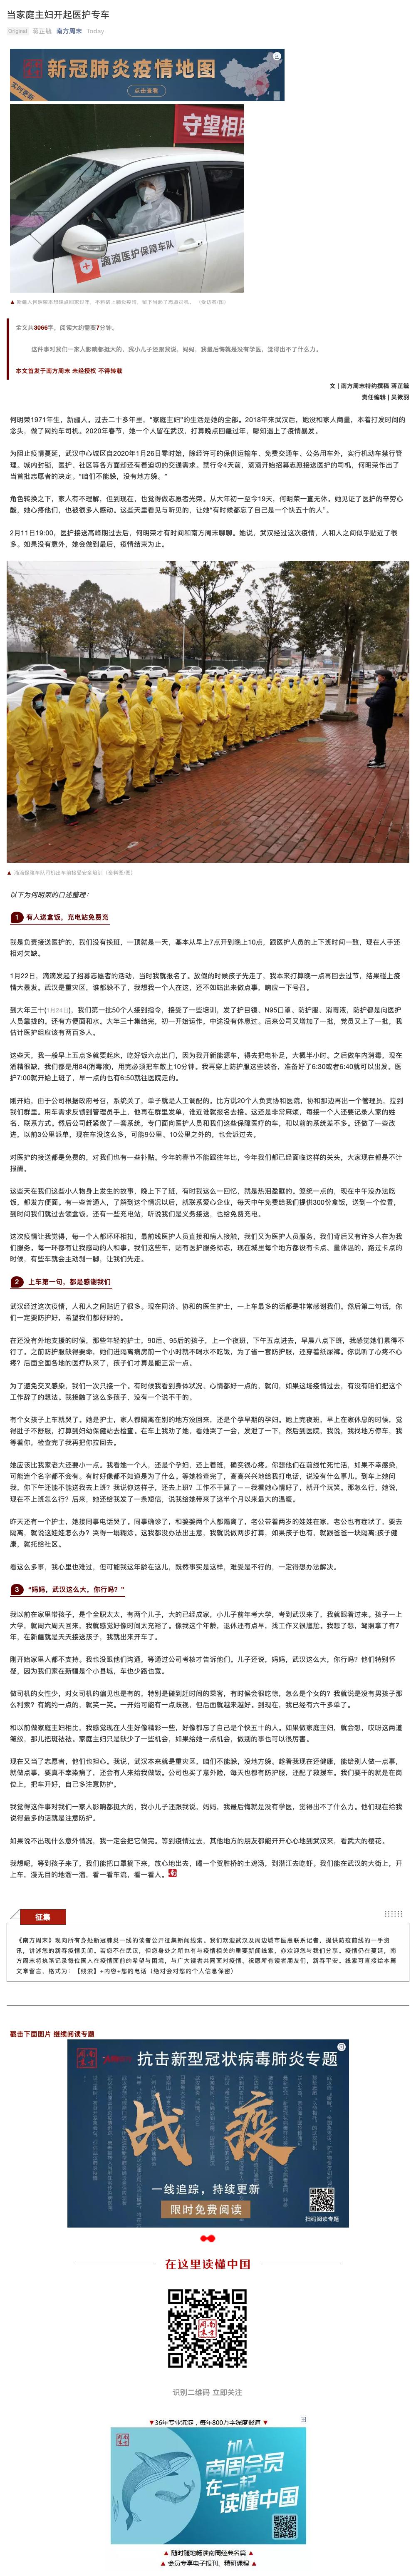 当家庭主妇开起医护专车
Original 蒋芷毓 南方周末 Today
新冠肺炎疫情地图
实时更新
点击查看
守望相助
滴滴医护保障车队
▲ 新疆人何明荣本想晚点回家过年，不料遇上肺炎疫情，留下当起了志愿司机。（受访者/图）
全文共3066字，阅读大约需要7分钟。
这件事对我们一家人影响都挺大的，我小儿子还跟我说，妈妈，我最后悔就是没有学医，觉得出不了什么力。
本文首发于南方周末 未经授权 不得转载
文 | 南方周末特约撰稿 蒋芷毓
责任编辑 | 吴筱羽
何明荣1971年生，新疆人。过去二十多年里，“家庭主妇”的生活是她的全部。2018年来武汉后，她没和家人商量，本着打发时间的
念头，做了网约车司机。2020年春节，她一个人留在武汉，打算晚点回疆过年，哪知遇上了疫情暴发。
为阻止疫情蔓延，武汉中心城区自2020年1月26日零时始，除经许可的保供运输车、免费交通车、公务用车外，实行机动车禁行管
理。城内封锁，医护、社区等各方面却还有着迫切的交通需求。禁行令4天前，滴滴开始招募志愿接送医护的司机，何明荣作出了
当首批志愿者的决定。“咱们不能躲，没有地方躲。”
角色转换之下，家人有不理解，但到现在，也觉得做志愿者光荣。从大年初一至今19天，何明荣一直无休。她见证了医护的辛劳心
酸，她心疼他们，也被很多人感动。这些天里看见与听见的，让她“有时候都忘了自己是一个快五十的人”。
2月11日19:00，医护接送高峰期过去后，何明荣才有时间和南方周末聊聊。她说，武汉经过这次疫情，人和人之间似乎贴近了很
多。如果没有意外，她会做到最后，疫情结束为止。
▲ 滴滴保障车队司机出车前接受安全培训（资料图/图）
以下为何明荣的口述整理：
1 有人送盒饭，充电站免费充
我是负责接送医护的，我们没有换班，一顶就是一天，基本从早上7点开到晚上10点，跟医护人员的上下班时间一致，现在人手还
相对欠缺。
1月22日，滴滴发起了招募志愿者的活动，当时我就报名了。放假的时候孩子先走了，我本来打算晚一点再回去过节，结果碰上疫
情大暴发。武汉是重灾区，谁都躲不了，我想我一个人在这，还不如站出来做点事，响应一下号召。
到大年三十(1月24日)，我们第一批50个人接到指令，接受了一些培训，发了护目镜、N95口罩、防护服、消毒液，防护都是向医护
人员靠拢的。还有方便面和水。大年三十集结完，初一开始运作，中途没有休息过。后来公司又增加了一批，党员又上了一批，我
估计医护组应该有两百多人。
这些天，我一般早上五点多就要起床，吃好饭六点出门，因为我开新能源车，得去把电补足，大概半小时。之后做车内消毒，现在
酒精很缺，我们都是用84(消毒液)，用完必须把车敞上10分钟。我再穿上防护服这些装备，准备好了6:30或者6:40就可以出发。医
护7:00就开始上班了，早一点的也有6:50就往医院走的。
刚开始，由于公司根据政府号召，系统关了，单子就是人工调配的。比方说20个人负责协和医院，协和那边再出一个管理员，拉到
我们群里。用车需求反馈到管理员手上，他再在群里发单，谁近谁就报名去接。这还是非常麻烦，每接一个人还要记录人家的姓
名、联系方式。然后公司赶紧做了一套系统，专门面向医护人员和我们这些保障医疗的车，和以前的系统差不多。还做了一些改
进，以前3公里派单，现在车没这么多，可能9公里、10公里之外的，也会派过去。
对医护的接送都是免费的，对我们也有一些补贴。今年的春节不能跟往年比，今年我们都已经面临这样的关头，大家现在都是不计
报酬。
这些天在我们这些小人物身上发生的故事，晚上下了班，有时我这么一回忆，就是热泪盈眶的。笼统一点的，现在中午没办法吃
饭，都发方便面。有一些普通人，了解到这个情况以后，就联系爱心企业，每天中午免费给我们提供300份盒饭，送到一个位置，
到时间我们就过去领盒饭。还有一些充电站，听说我们是义务接送，也给免费充电。
这次疫情让我觉得，每一个人都环环相扣，最前线医护人员直接和病人接触，我们又为医护人员服务，我们背后又有许多人在为我
们服务。每一环都有让我感动的人和事。我们这些车，贴有医护服务标志，现在城里每个地方都设有卡点、量体温的，路过卡点的
时候，有些车就会主动刹一脚，让我们先走。
2 上车第一句，都是感谢我们
武汉经过这次疫情，人和人之间贴近了很多。现在同济、协和的医生护士，一上车最多的话都是非常感谢我们。然后第二句话，你
们一定要防护好，希望我们都好好的。
在还没有外地支援的时候，那些年轻的护士，90后、95后的孩子，上一个夜班，下午五点进去，早晨八点下班，我感觉她们累得不
行了。之前防护服缺得要命，她们进隔离病房前一个小时就不喝水不吃饭，为了省一套防护服，还穿着纸尿裤。你说听了心疼不心
疼？后面全国各地的医疗队来了，孩子们才算是能正常一点。
为了避免交叉感染，我们一次只接一个。有时候我看到身体状况、心情都好一点的，就问，如果这场疫情过去，有没有咱们把这个
工作辞了的想法。我接触了这么多孩子，没有一个说不干的。
有个女孩子上车就哭了。她是护士，家人都隔离在别的地方没回来，还是个孕早期的孕妇。她上完夜班，早上在家休息的时候，觉
得肚子不舒服，打算到妇幼保健站去检查。在车上我劝了她，看她哭了一会，发泄了一下，然后到医院，我说，我找地方停车，我
等着你，检查完了我再把你拉回去。
她应该比我家老大还要小一点。我看她一个人，还是个孕妇，还上着班，确实很心疼。你想他们在前线忙死忙活，如果不幸感染，
可能连个名字都不会有。有时好像都不知道是为了什么。等她检查完了，高高兴兴地给我打电话，说没有什么事儿。到车上她问
我，你下午还能不能送我去上班？我说你这样子，还去上班？工作不干算了——我看她心情好了，就开个玩笑。那怎么行，她说，
现在不上班怎么行？后来，她还给我发了一条短信，说我给她带来了这半个月以来最大的温暖。
昨天还有一个护士，她接同事电话哭了。同事确诊了，和婆婆两个人都隔离了，老公带着两岁的娃娃在家，老公也有症状了，要去
隔离，就说这娃娃怎么办？哭得一塌糊涂。这我都没办法出主意，我就说做两步打算，如果孩子也有，就跟爸爸一块隔离；孩子健
康，就托给社区。
看这么多事，我心里也难过，但可能我这年龄在这儿，既然事实是这样，难受是不行的，一定得想办法解决。
3 “妈妈，武汉这么大，你行吗？”
我以前在家里带孩子，是个全职太太，有两个儿子，大的已经成家，小儿子前年考大学，考到武汉来了，我就跟着过来。孩子一上
大学，就周六周天回来，我就感觉好像时间太充裕了。像我这个年龄，退休还有点早，找工作又很尴尬。我想了想，驾照拿了有7
年，在新疆就是天天接送孩子，我就出来开车了。
刚开始家里人都不支持。我也没跟他们沟通，等通过公司考核才告诉他们。儿子还说，妈妈，武汉这么大，你行吗？他们特别怀
疑，因为我们家在新疆是个小县城，车也少路也宽。
做司机的女性少，对女司机的偏见也是有的，特别是碰到赶时间的乘客，有时候会很吃惊，怎么是个女的？我就说是没有男孩子那
么利索？有腕的一点的，就笑一笑。一开始可能有一点歧视，但后面就越来越好。到现在，我已经有六千多单了。
和以前做家庭主妇相比，我感觉现在人生好像精彩一些，好像都忘了自己是个快五十的人。如果做家庭主妇，就会想，哎呀这两道
皱纹，那儿把斑祛祛。家庭主妇只是缺少了一些机会，如果给她一点机会，做别的事也可以很厉害。
现在又当了志愿者，他们也担心。我说，武汉本来就是重灾区，咱们不能躲、没地方躲。趁着我现在还健康，能给别人做一点事，
就做点事，要真不幸染病了，还会有人来给我做饭。公司也买了意外险，每天也都有防护服，还配了救援车。我们要干的就是在岗
位上，把车开好，自己多注意防护。
我觉得这件事对我们一家人影响都挺大的，我小儿子还跟我说，妈妈，我最后悔就是没有学医，觉得出不了什么力。他们现在给我
说得最多的话就是注意防护。
如果说不出现什么意外情况，我一定会把它做完。等到疫情过去，其他地方的朋友都能开开心心地到武汉来，看武大的樱花。
我想呢，等到孩子来了，我们能把口罩摘下来，放心地出去，喝一个贺胜桥的土鸡汤，到潜江去吃虾。我们能在武汉的大街上，开
上车，漫无目的地溜一溜，看一看车流，看一看人。
征集
《南方周末》现向所有身处新冠肺炎一线的读者公开征集新闻线索。我们欢迎武汉及周边城市医患联系记者，提供防疫前线的一手资
讯，讲述您的新春疫情见闻。若您不在武汉，但您身处之所也有与疫情相关的重要新闻线索，亦欢迎您与我们分享。疫情仍在蔓延，南
方周末将执笔记录每位国人在疫情面前的希望与困境，与广大读者共同面对疫情。祝愿所有读者朋友们，新春平安。线索可直接给本篇
文章留言，格式为：【线索】+内容+您的电话（绝对会对您的个人信息保密）
戳击下面图片 继续阅读专题
抗击新型冠状病毒肺炎专题
战疫
一线追踪，持续更新
限时免费阅读
扫码阅读专题
在这里读懂中国
识别二维码 立即关注
▼36年专业沉淀，每年800万字深度报道▼
加入
南周会员
在一起
读懂中国
▲ 随时随地畅读南周经典名篇 ▲
▲ 会员专享电子报刊、精研课程 ▲